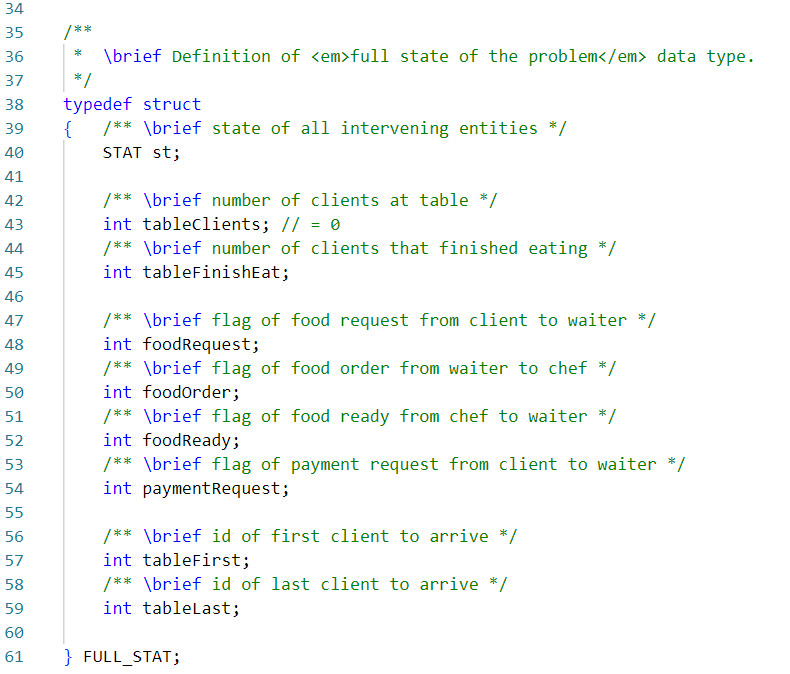 34
35 /**
36  *  \brief Definition of <em>full state of the problem</em> data type.
37  */
38 typedef struct
39 {   /** \brief state of all intervening entities */
40     STAT st;
41
42     /** \brief number of clients at table */
43     int tableClients; // = 0
44     /** \brief number of clients that finished eating */
45     int tableFinishEat;
46
47     /** \brief flag of food request from client to waiter */
48     int foodRequest;
49     /** \brief flag of food order from waiter to chef */
50     int foodOrder;
51     /** \brief flag of food ready from chef to waiter */
52     int foodReady;
53     /** \brief flag of payment request from client to waiter */
54     int paymentRequest;
55
56     /** \brief id of first client to arrive */
57     int tableFirst;
58     /** \brief id of last client to arrive */
59     int tableLast;
60
61 } FULL_STAT;